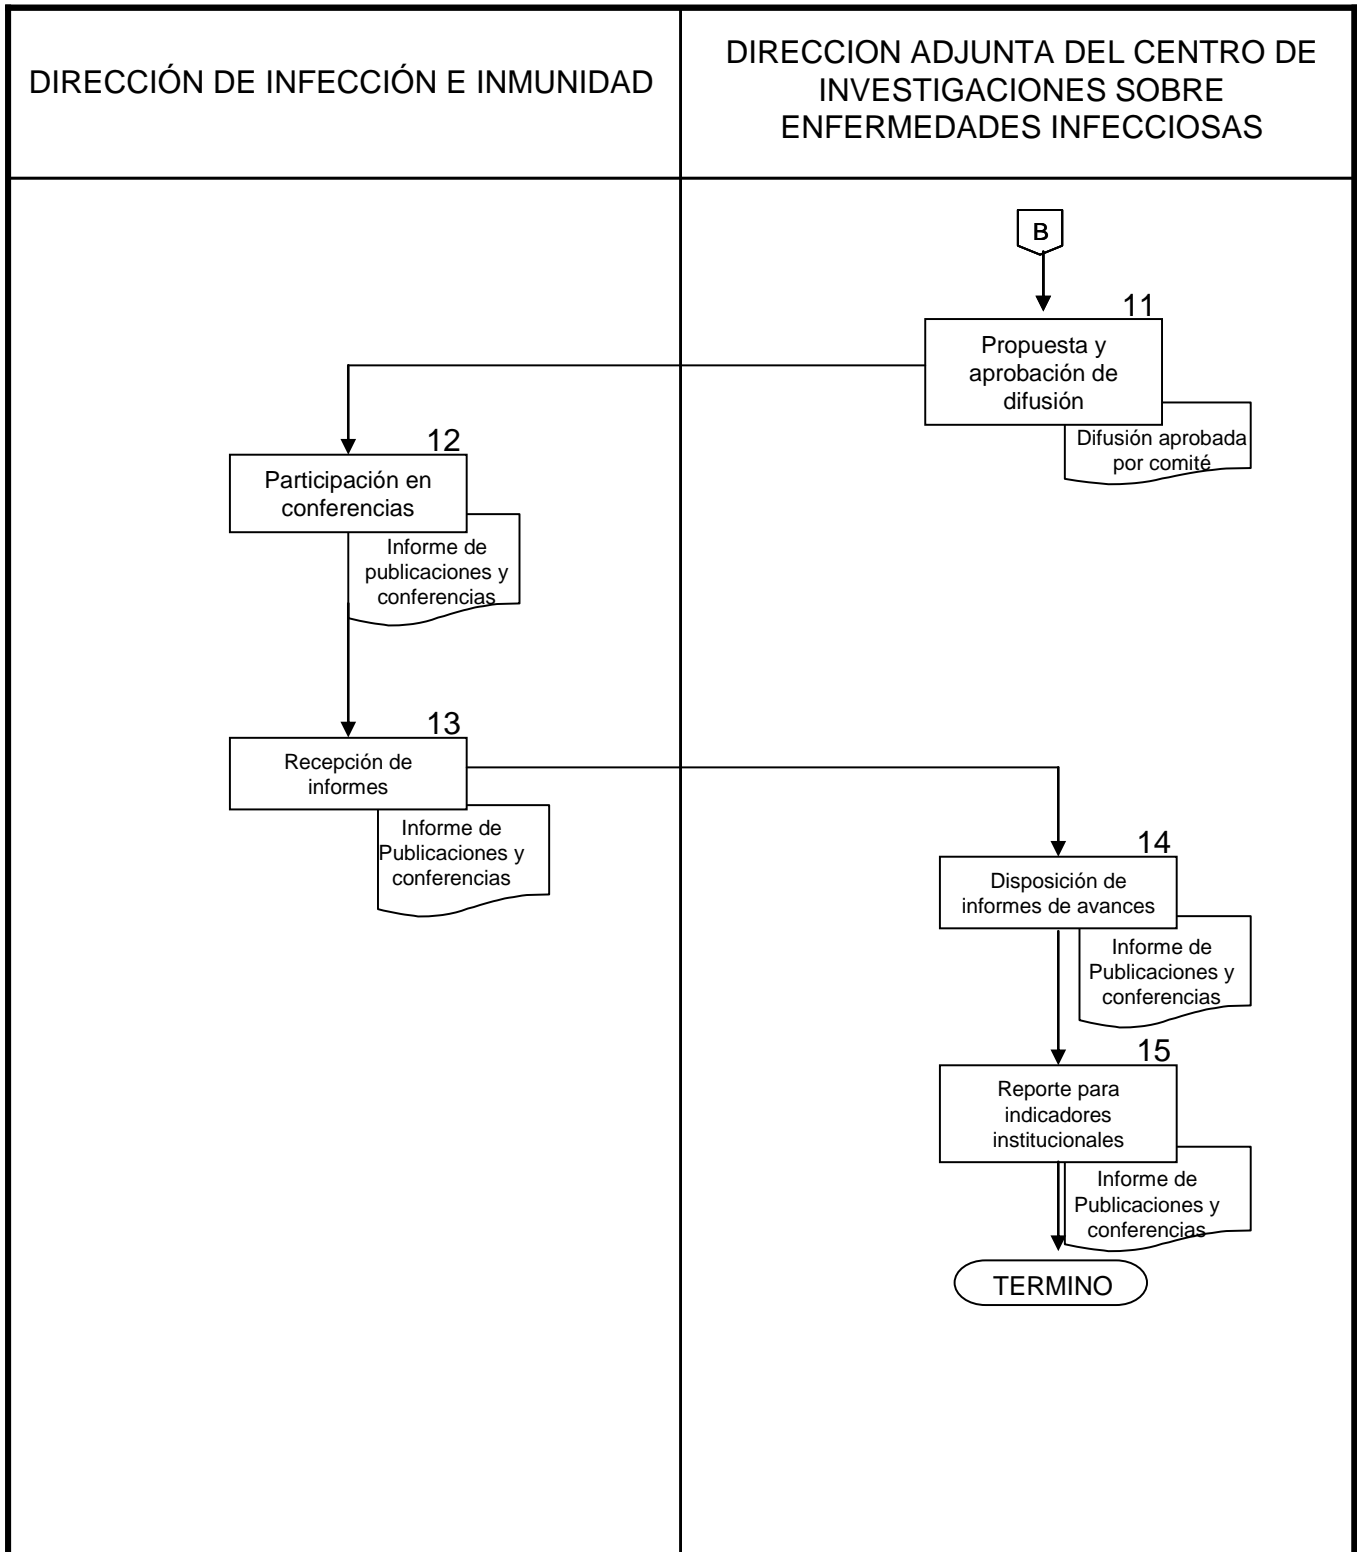 DIRECCIÓN DE INFECCIÓN E INMUNIDAD
DIRECCION ADJUNTA DEL CENTRO DE
INVESTIGACIONES SOBRE
ENFERMEDADES INFECCIOSAS
B
11
Propuesta y
aprobación de
difusión
Difusión aprobada
por comité
12
Participación en
conferencias
Informe de
publicaciones y
conferencias
13
Recepción de
informes
Informe de
Publicaciones y
conferencias
14
Disposición de
informes de avances
Informe de
Publicaciones y
conferencias
15
Reporte para
indicadores
institucionales
Informe de
Publicaciones y
conferencias
TERMINO